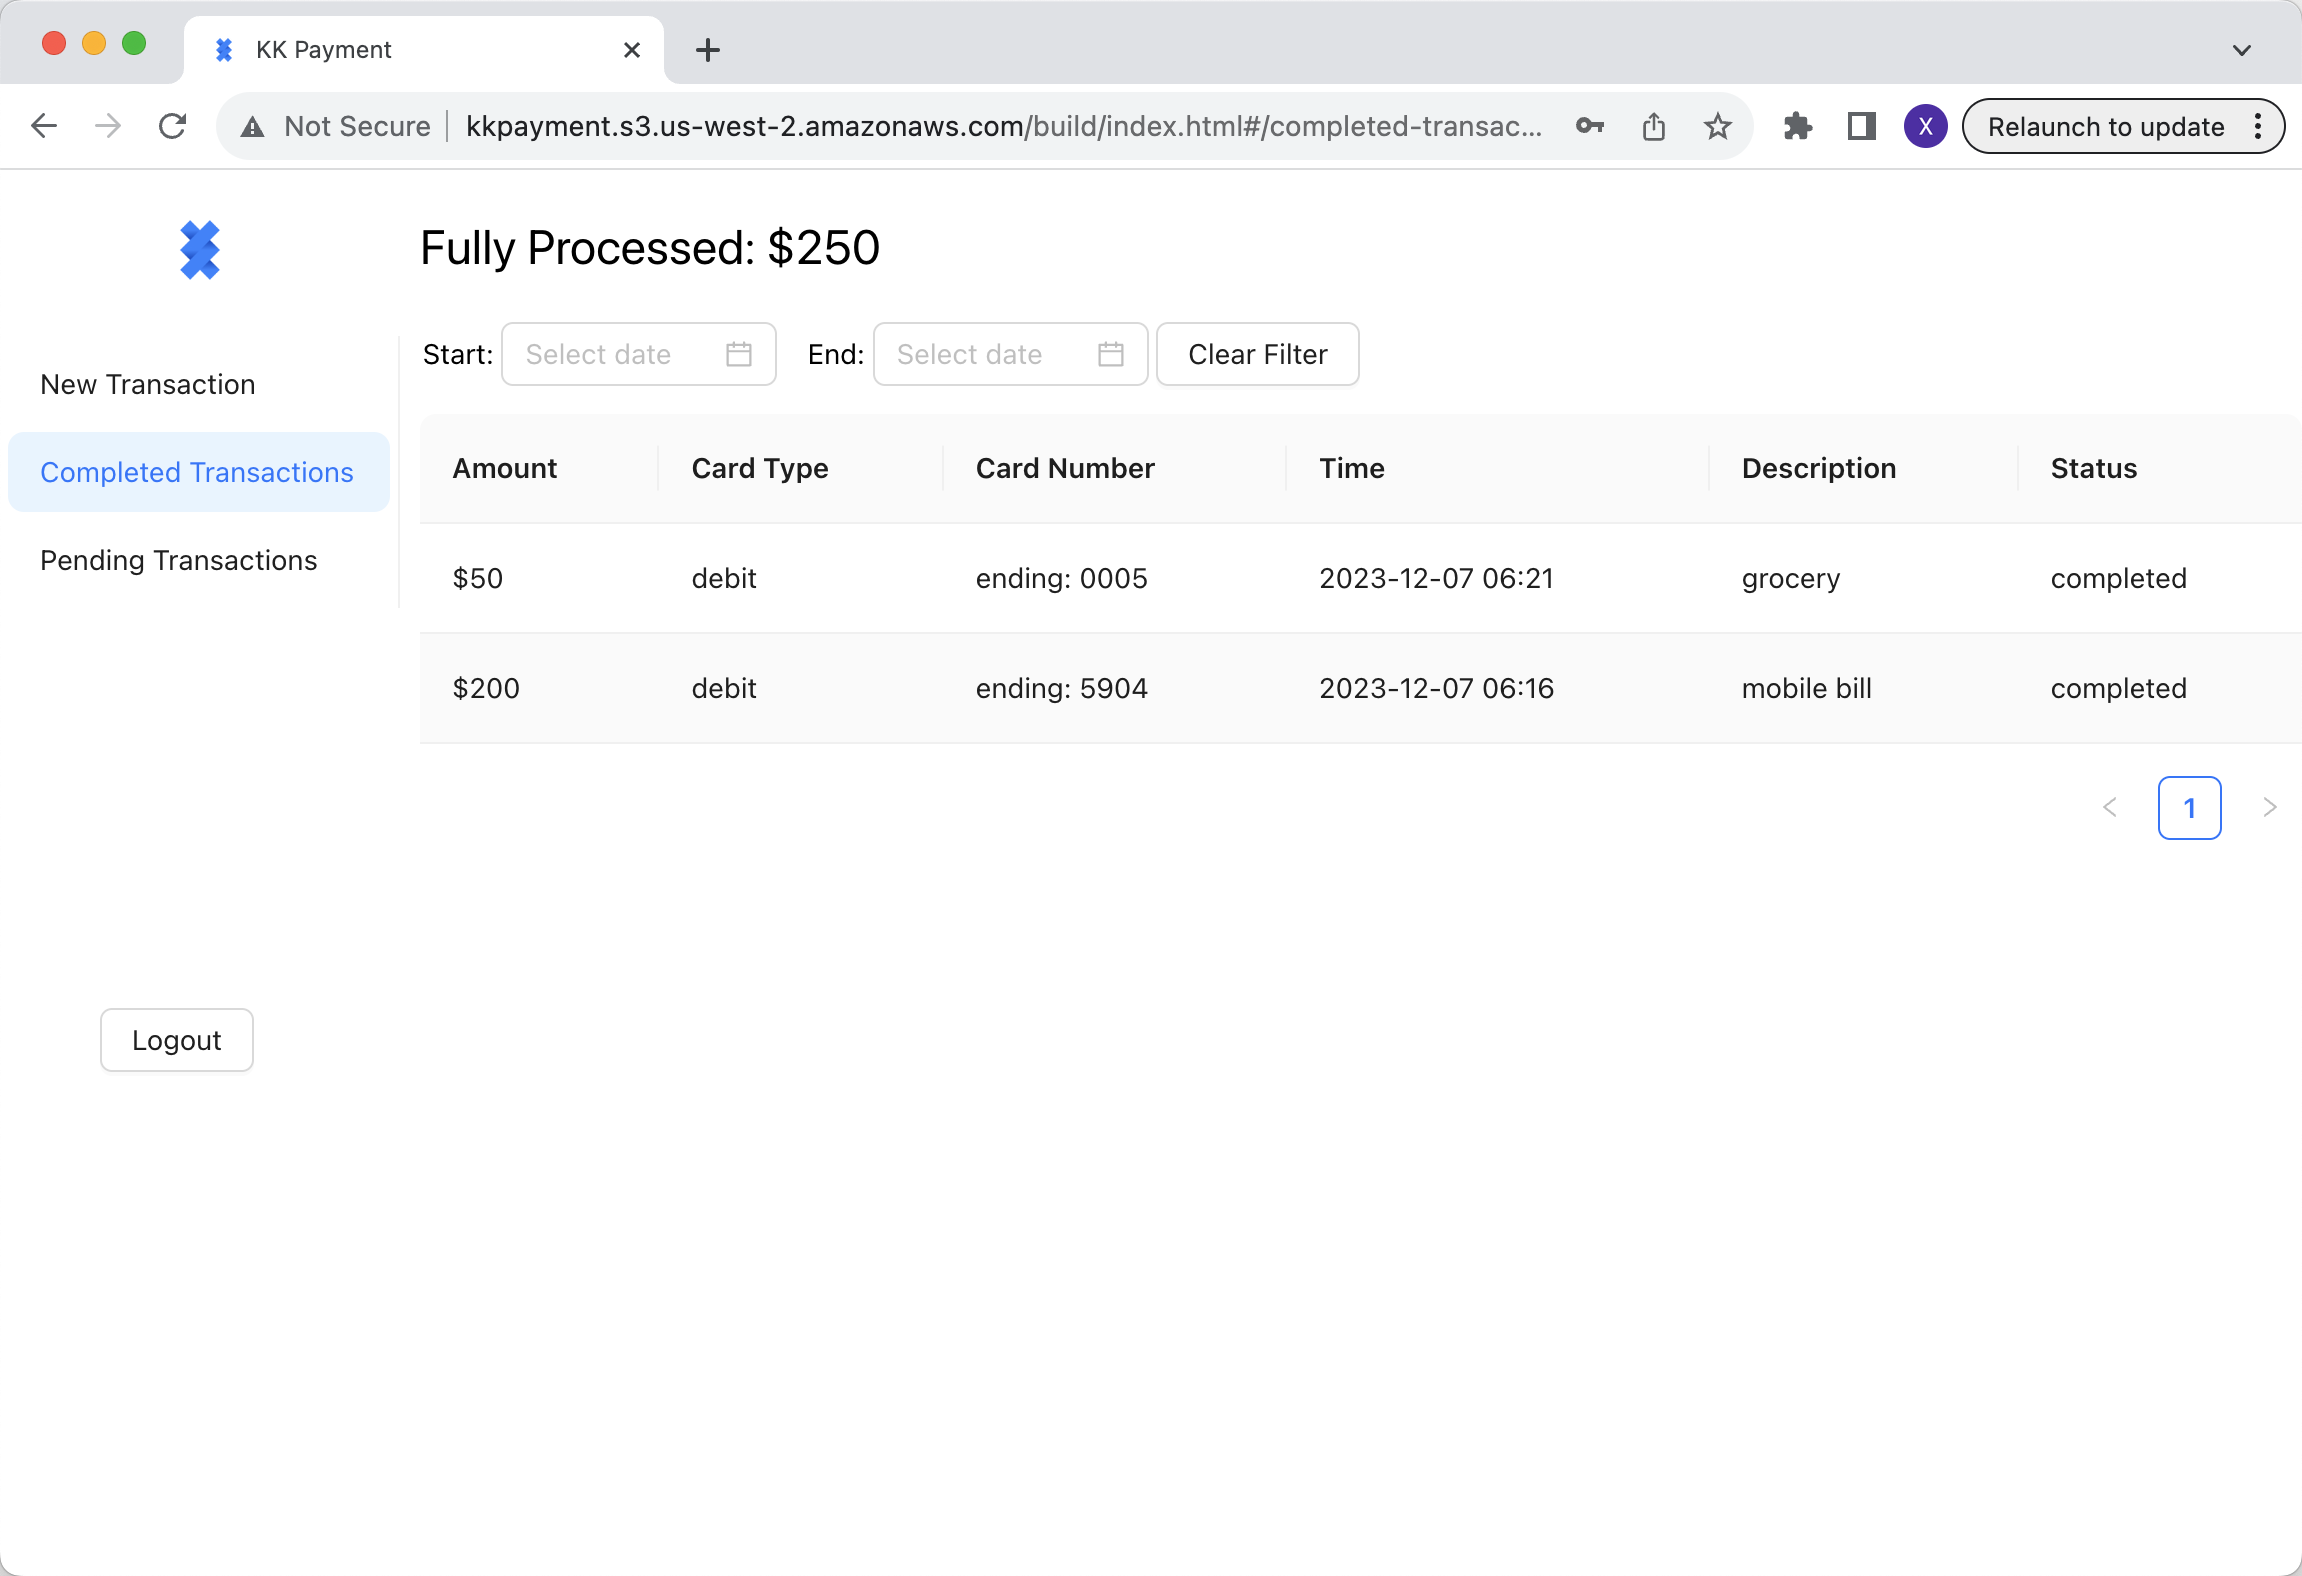 KK Payment
Not Secure kkpayment.s3.us-west-2.amazonaws.com/build/index.html#/completed-transac... X Relaunch to update
Fully Processed: $250
Start: Select date End: Select date Clear Filter
New Transaction
Completed Transactions
Pending Transactions
Amount Card Type Card Number Time Description Status
$50 debit ending: 0005 2023-12-07 06:21 grocery completed
$200 debit ending: 5904 2023-12-07 06:16 mobile bill completed
1
Logout